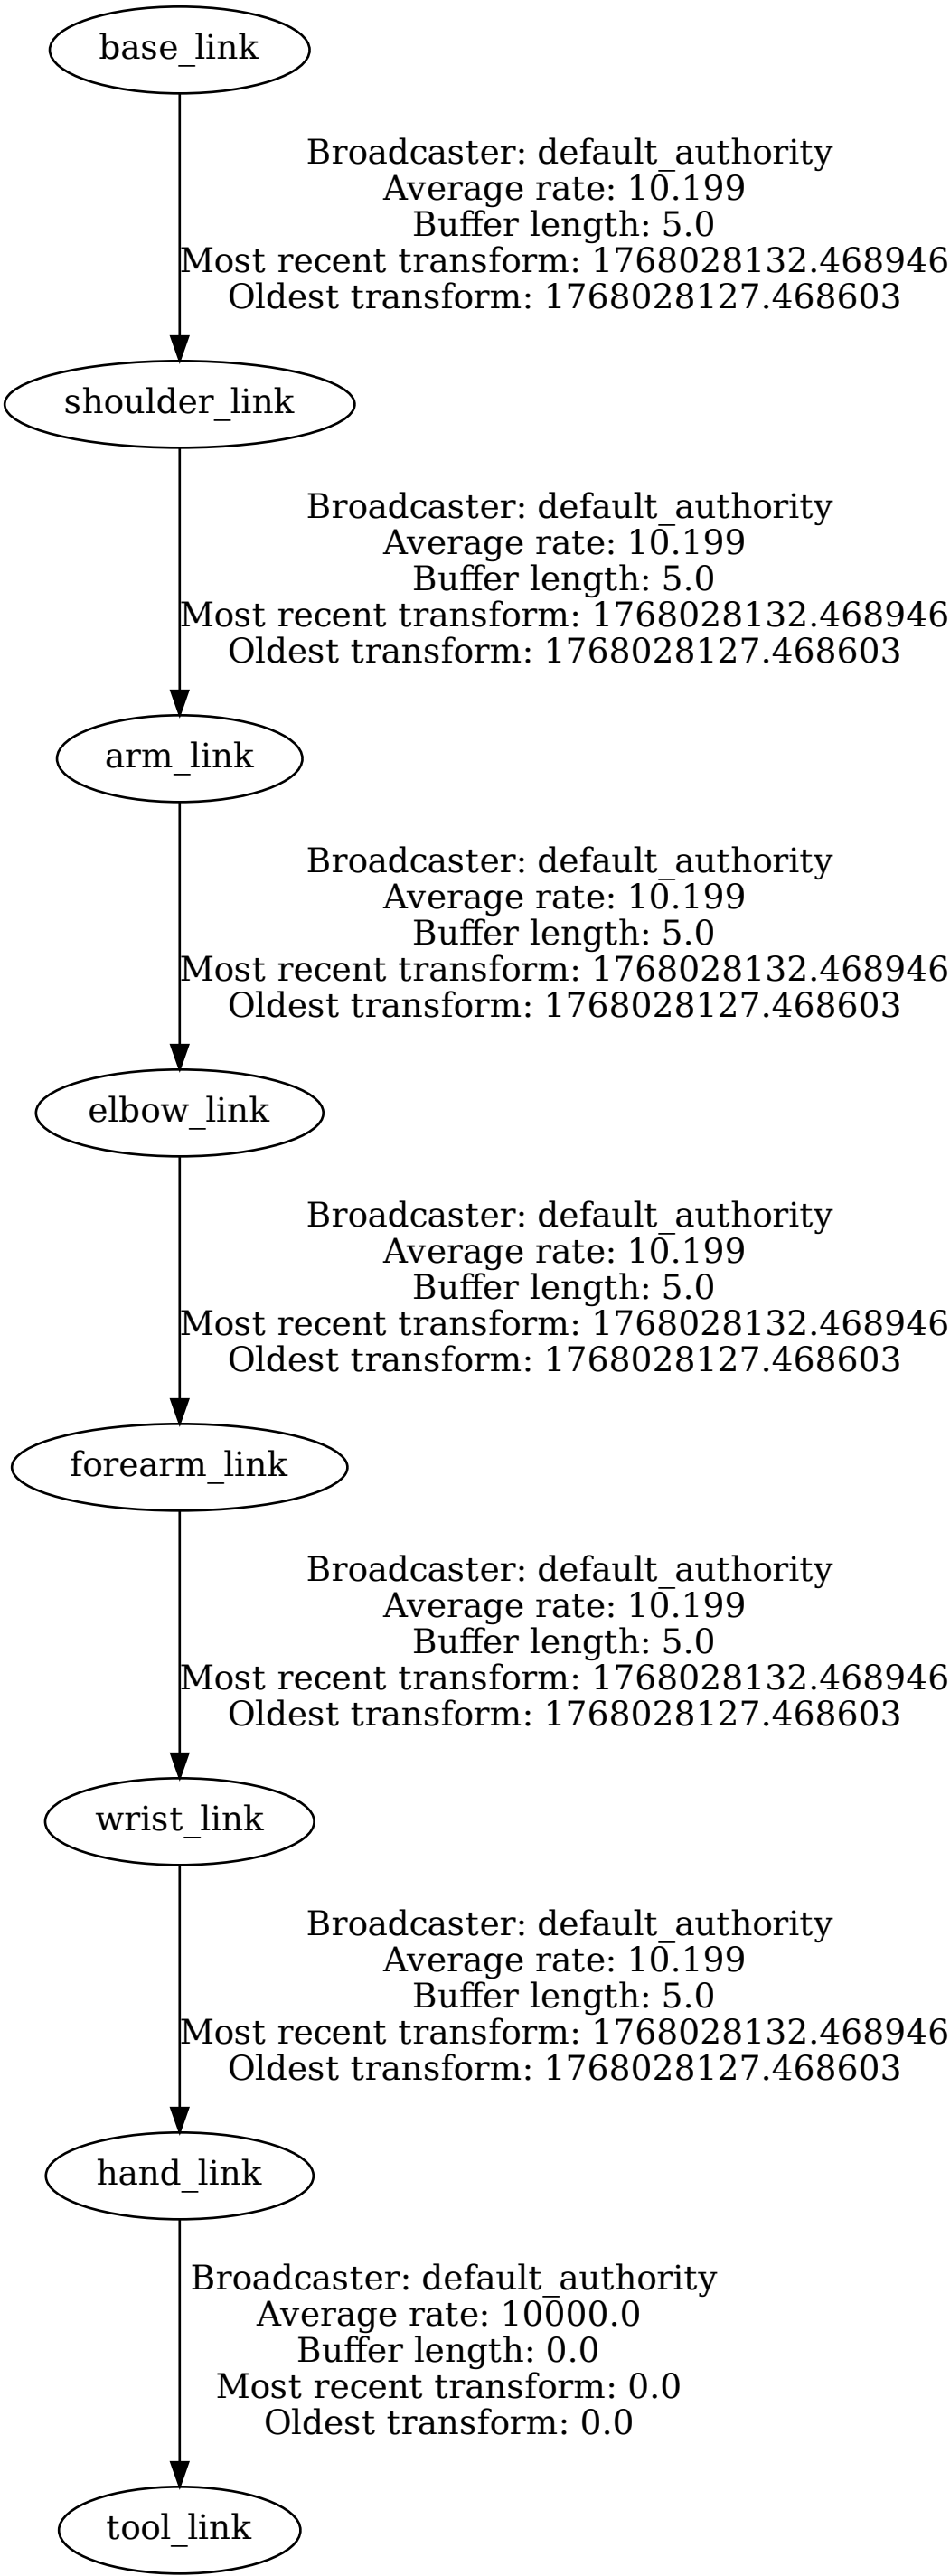 base_link
Broadcaster: default_authority
Average rate: 10.199
Buffer length: 5.0
Most recent transform: 1768028132.468946
Oldest transform: 1768028127.468603
shoulder_link
Broadcaster: default_authority
Average rate: 10.199
Buffer length: 5.0
Most recent transform: 1768028132.468946
Oldest transform: 1768028127.468603
arm_link
Broadcaster: default_authority
Average rate: 10.199
Buffer length: 5.0
Most recent transform: 1768028132.468946
Oldest transform: 1768028127.468603
elbow_link
Broadcaster: default_authority
Average rate: 10.199
Buffer length: 5.0
Most recent transform: 1768028132.468946
Oldest transform: 1768028127.468603
forearm_link
Broadcaster: default_authority
Average rate: 10.199
Buffer length: 5.0
Most recent transform: 1768028132.468946
Oldest transform: 1768028127.468603
wrist_link
Broadcaster: default_authority
Average rate: 10.199
Buffer length: 5.0
Most recent transform: 1768028132.468946
Oldest transform: 1768028127.468603
hand_link
Broadcaster: default_authority
Average rate: 10000.0
Buffer length: 0.0
Most recent transform: 0.0
Oldest transform: 0.0
tool_link